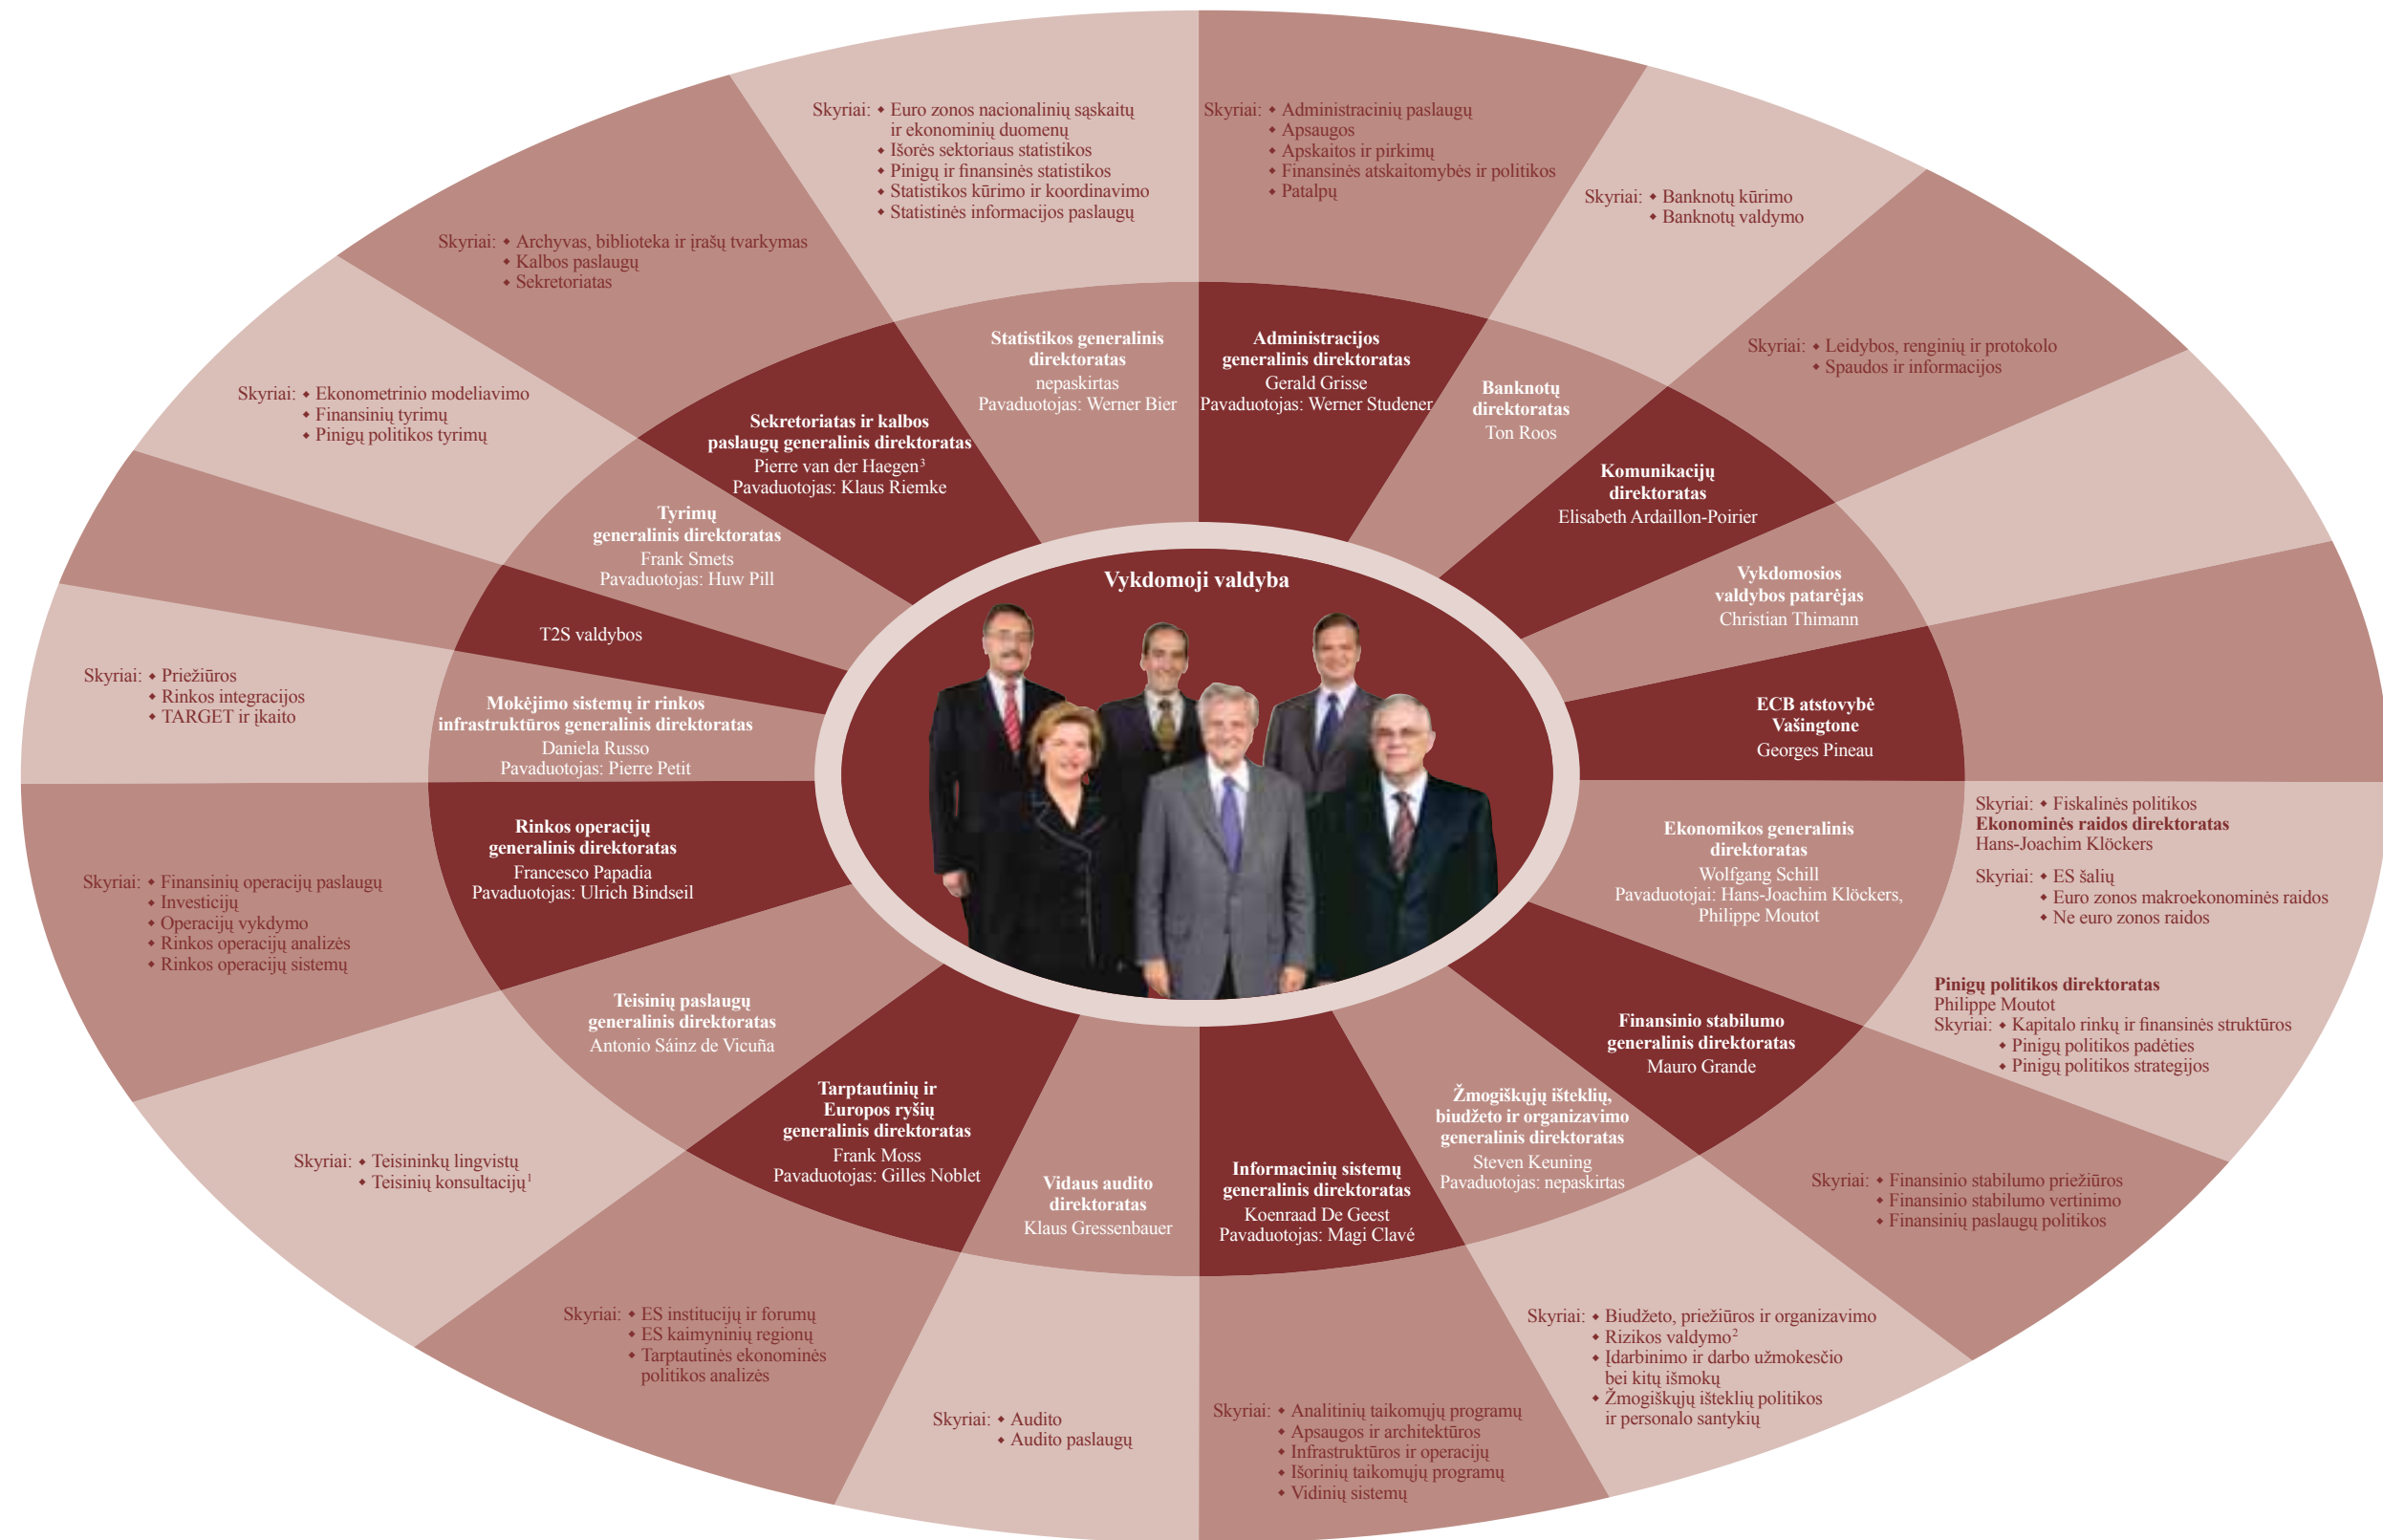 Vykdomoji valdyba
Administracijos
generalinis direktoratas
Gerald Grisse
Pavaduotojas: Werner Studener
Skyriai: ◆ Administracinių paslaugų
◆ Apsaugos
◆ Apskaitos ir pirkimų
◆ Finansinės atskaitomybės ir politikos
◆ Patalpų
Banknotų
direktoratas
Ton Roos
Skyriai: ◆ Banknotų kūrimo
◆ Banknotų valdymo
Komunikacijų
direktoratas
Elisabeth Ardaillon-Poirier
Skyriai: ◆ Leidybos, renginių ir protokolo
◆ Spaudos ir informacijos
Vykdomosios
valdybos patarėjas
Christian Thimann
ECB atstovybė
Vašingtone
Georges Pineau
Ekonomikos generalinis
direktoratas
Wolfgang Schill
Pavaduotojai: Hans-Joachim Klöckers,
Philippe Moutot
Skyriai: ◆ Fiskalinės politikos
Ekonominės raidos direktoratas
Hans-Joachim Klöckers
Skyriai: ◆ ES šalių
◆ Euro zonos makroekonominės raidos
◆ Ne euro zonos raidos
Pinigų politikos direktoratas
Philippe Moutot
Skyriai: ◆ Kapitalo rinkų ir finansinės struktūros
◆ Pinigų politikos padėties
◆ Pinigų politikos strategijos
Finansinio stabilumo
generalinis direktoratas
Mauro Grande
Skyriai: ◆ Finansinio stabilumo priežiūros
◆ Finansinio stabilumo vertinimo
◆ Finansinių paslaugų politikos
Žmogiškųjų išteklių,
biudžeto ir organizavimo
generalinis direktoratas
Steven Keuning
Pavaduotojas: nepaskirtas
Skyriai: ◆ Biudžeto, priežiūros ir organizavimo
◆ Rizikos valdymo²
◆ Įdarbinimo ir darbo užmokesčio
bei kitų išmokų
◆ Žmogiškųjų išteklių politikos
ir personalo santykių
Informacinių sistemų
generalinis direktoratas
Koenraad De Geest
Pavaduotojas: Magi Clavé
Skyriai: ◆ Analitinių taikomųjų programų
◆ Apsaugos ir architektūros
◆ Infrastruktūros ir operacijų
◆ Išorinių taikomųjų programų
◆ Vidinių sistemų
Vidaus audito
direktoratas
Klaus Gressenbauer
Skyriai: ◆ Audito
◆ Audito paslaugų
Tarptautinių ir
Europos ryšių
generalinis direktoratas
Frank Moss
Pavaduotojas: Gilles Noblet
Skyriai: ◆ ES institucijų ir forumų
◆ ES kaimyninių regionų
◆ Tarptautinės ekonominės
politikos analizės
Teisinių paslaugų
generalinis direktoratas
Antonio Sáinz de Vicuña
Skyriai: ◆ Teisininkų lingvistų
◆ Teisinių konsultacijų¹
Rinkos operacijų
generalinis direktoratas
Francesco Papadia
Pavaduotojas: Ulrich Bindseil
Skyriai: ◆ Finansinių operacijų paslaugų
◆ Investicijų
◆ Operacijų vykdymo
◆ Rinkos operacijų analizės
◆ Rinkos operacijų sistemų
Mokėjimo sistemų ir rinkos
infrastruktūros generalinis direktoratas
Daniela Russo
Pavaduotojas: Pierre Petit
Skyriai: ◆ Priežiūros
◆ Rinkos integracijos
◆ TARGET ir įkaito
T2S valdybos
Tyrimų
generalinis direktoratas
Frank Smets
Pavaduotojas: Huw Pill
Skyriai: ◆ Ekonometrinio modeliavimo
◆ Finansinių tyrimų
◆ Pinigų politikos tyrimų
Sekretoriatas ir kalbos
paslaugų generalinis direktoratas
Pierre van der Haegen³
Pavaduotojas: Klaus Riemke
Skyriai: ◆ Archyvas, biblioteka ir įrašų tvarkymas
◆ Kalbos paslaugų
◆ Sekretoriatas
Statistikos generalinis
direktoratas
nepaskirtas
Pavaduotojas: Werner Bier
Skyriai: ◆ Euro zonos nacionalinių sąskaitų
ir ekonominių duomenų
◆ Išorės sektoriaus statistikos
◆ Pinigų ir finansinės statistikos
◆ Statistikos kūrimo ir koordinavimo
◆ Statistinės informacijos paslaugų